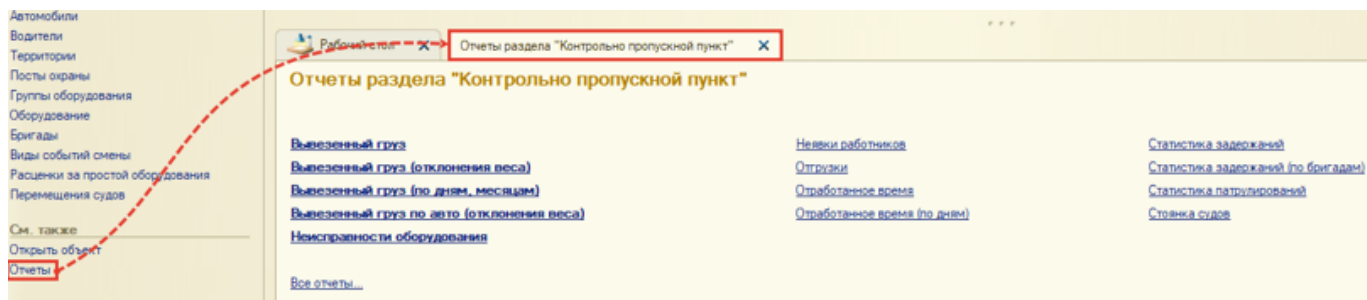 Автомобили
Водители
Территории
Посты охраны
Группы оборудования
Оборудование
Бригады
Виды событий смены
Расценки за простой оборудования
Перемещения судов
См. также
Открыть объект
Отчеты
Рабочий стол
Отчеты раздела "Контрольно пропускной пункт"
Отчеты раздела "Контрольно пропускной пункт"
Вывезенный груз
Вывезенный груз (отклонения веса)
Вывезенный груз (по дням, месяцам)
Вывезенный груз по авто (отклонения веса)
Неисправности оборудования
Все отчеты...
Неявки работников
Отгрузки
Отработанное время
Отработанное время (по дням)
Статистика задержаний
Статистика задержаний (по бригадам)
Статистика патрулирований
Стоянка судов